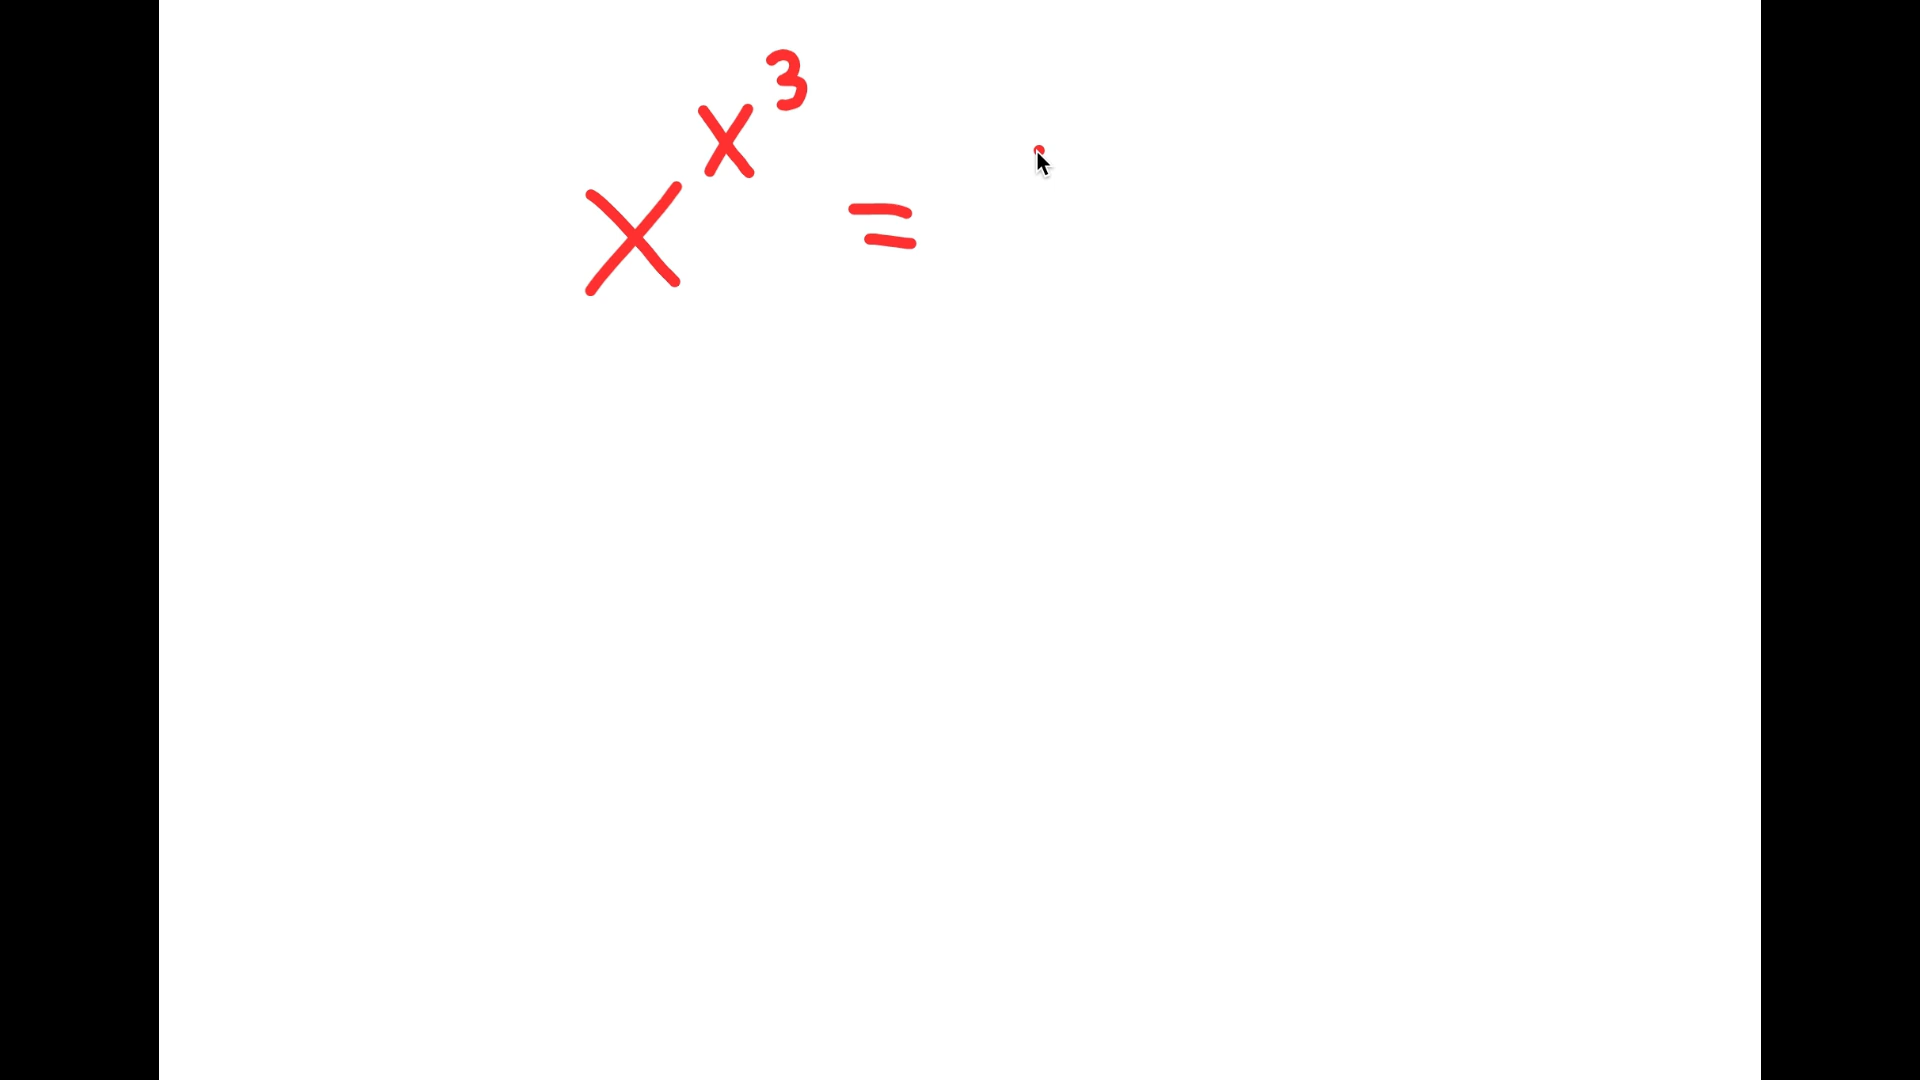 x^{x^3} =